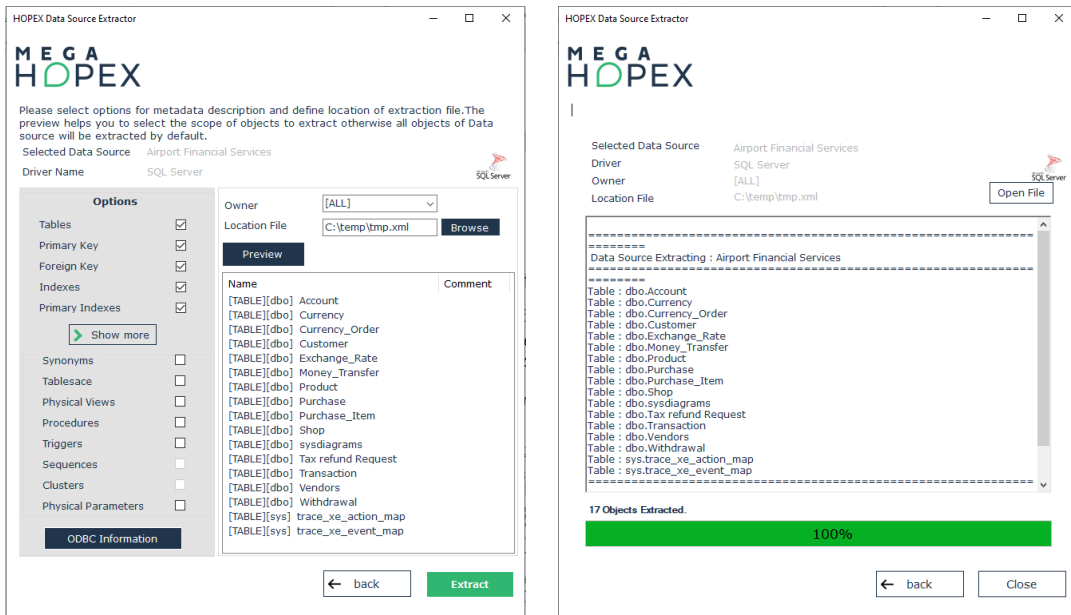 HOPEX Data Source Extractor
MEGA
HOPEX
Please select options for metadata description and define location of extraction file.The
preview helps you to select the scope of objects to extract otherwise all objects of Data
source will be extracted by default.
Selected Data Source Airport Financial Services
Driver Name SQL Server
SQL Server
Options
Tables
Primary Key
Foreign Key
Indexes
Primary Indexes
Show more
Synonyms
Tablesace
Physical Views
Procedures
Triggers
Sequences
Clusters
Physical Parameters
ODBC Information
Owner [ALL]
Location File C:\temp\tmp.xml Browse
Preview
Name Comment
[TABLE][dbo] Account
[TABLE][dbo] Currency
[TABLE][dbo] Currency_Order
[TABLE][dbo] Customer
[TABLE][dbo] Exchange_Rate
[TABLE][dbo] Money_Transfer
[TABLE][dbo] Product
[TABLE][dbo] Purchase
[TABLE][dbo] Purchase_Item
[TABLE][dbo] Shop
[TABLE][dbo] sysdiagrams
[TABLE][dbo] Tax refund Request
[TABLE][dbo] Transaction
[TABLE][dbo] Vendors
[TABLE][dbo] Withdrawal
[TABLE][sys] trace_xe_action_map
[TABLE][sys] trace_xe_event_map
back Extract
HOPEX Data Source Extractor
MEGA
HOPEX
Selected Data Source Airport Financial Services
Driver SQL Server
Owner [ALL]
Location File C:\temp\tmp.xml
SQL Server
Open File
==============================================================
========
Data Source Extracting : Airport Financial Services
==============================================================
========
Table : dbo.Account
Table : dbo.Currency
Table : dbo.Currency_Order
Table : dbo.Customer
Table : dbo.Exchange_Rate
Table : dbo.Money_Transfer
Table : dbo.Product
Table : dbo.Purchase
Table : dbo.Purchase_Item
Table : dbo.Shop
Table : dbo.sysdiagrams
Table : dbo.Tax refund Request
Table : dbo.Transaction
Table : dbo.Vendors
Table : dbo.Withdrawal
Table : sys.trace_xe_action_map
Table : sys.trace_xe_event_map
==============================================================
17 Objects Extracted.
100%
back Close